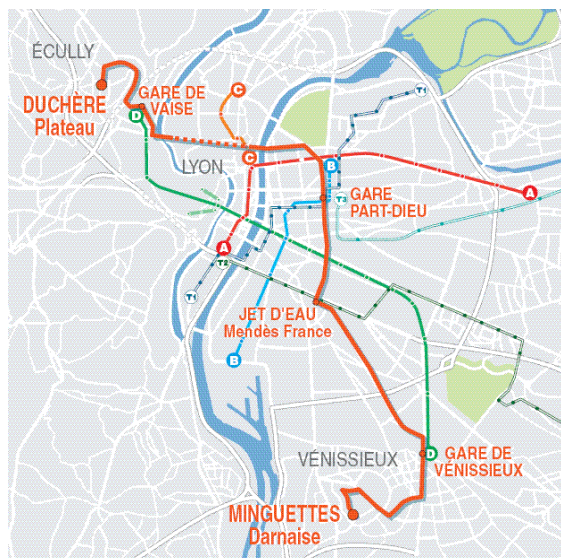 ÉCULLY
DUCHÈRE
Plateau
GARE DE
VAISE
D
C
T1
LYON
C
B
A
GARE
PART-DIEU
T3
A
T2
T1
JET D'EAU
Mendès France
B
VÉNISSIEUX
D
GARE DE
VÉNISSIEUX
MINGUETTES
Darnaise